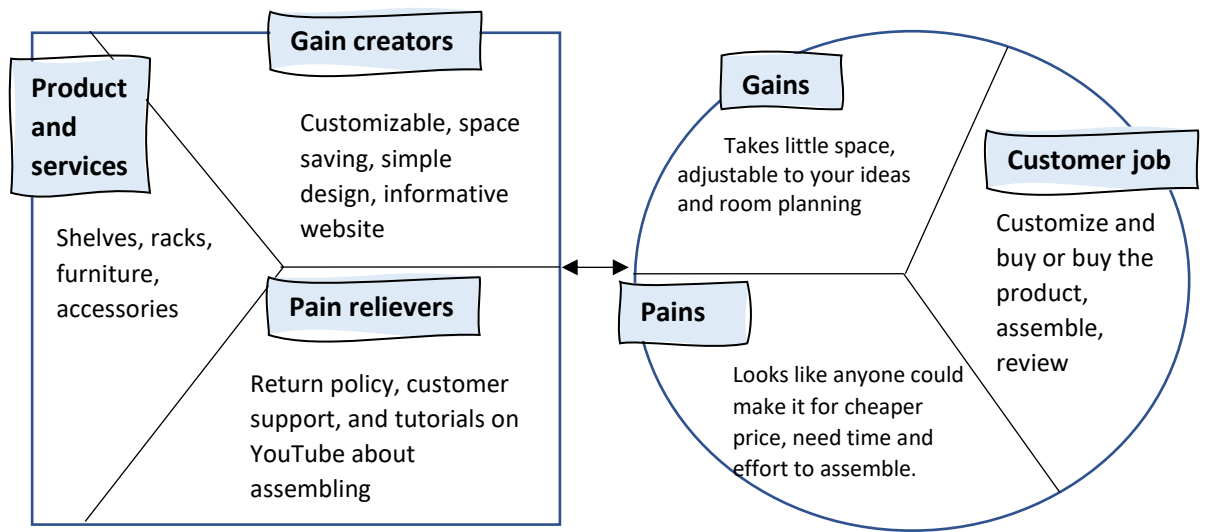 Product
and
services
Shelves, racks,
furniture,
accessories
Gain creators
Customizable, space
saving, simple
design, informative
website
Pain relievers
Return policy, customer
support, and tutorials on
YouTube about
assembling
Gains
Takes little space,
adjustable to your ideas
and room planning
Pains
Looks like anyone could
make it for cheaper
price, need time and
effort to assemble.
Customer job
Customize and
buy or buy the
product,
assemble,
review